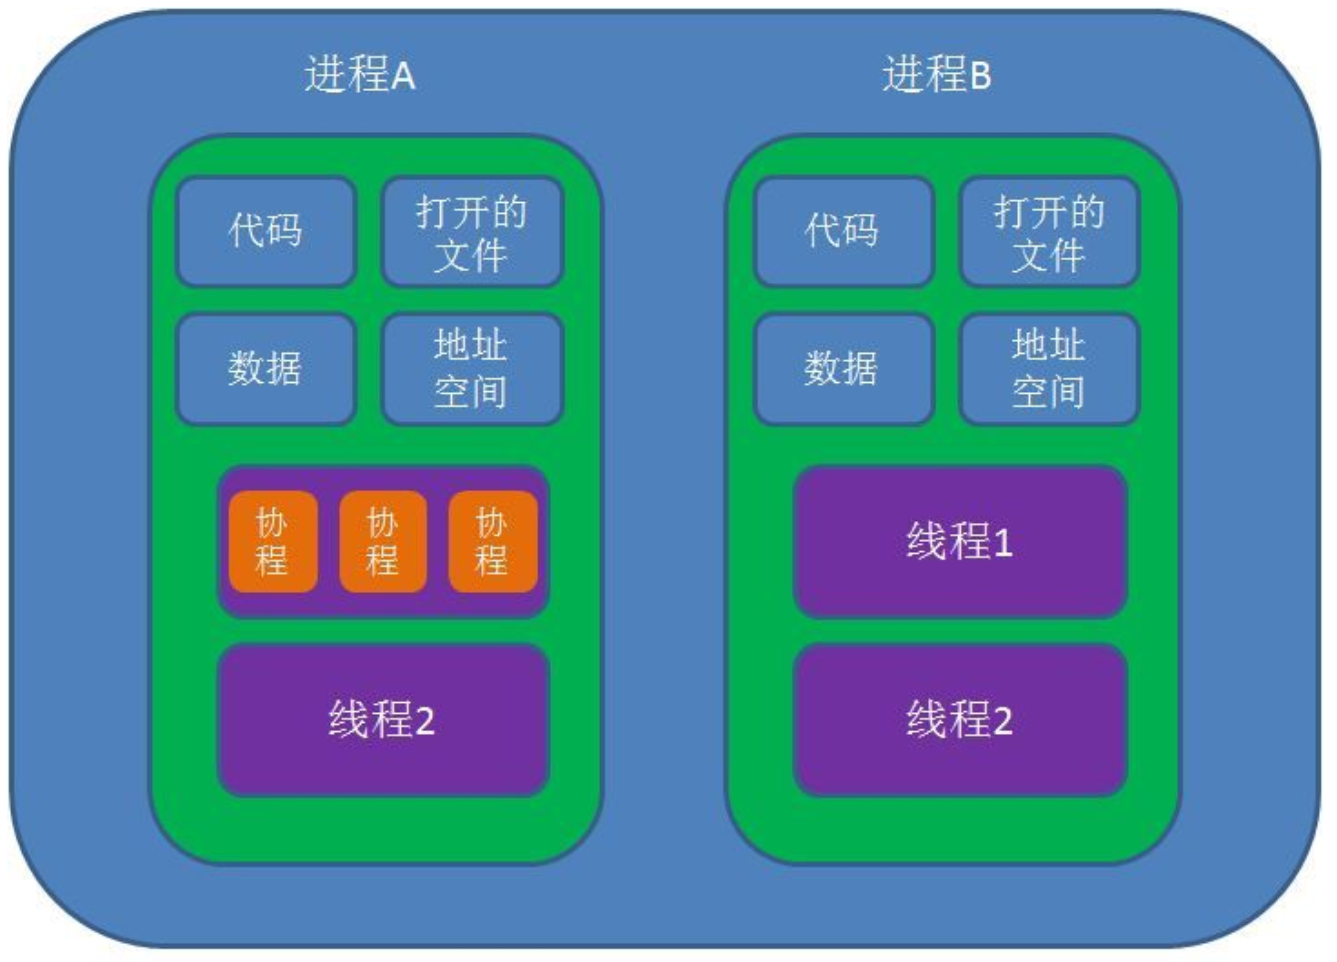 进程A
进程B
代码
打开的
文件
数据
地址
空间
协
程
协
程
协
程
线程2
代码
打开的
文件
数据
地址
空间
线程1
线程2